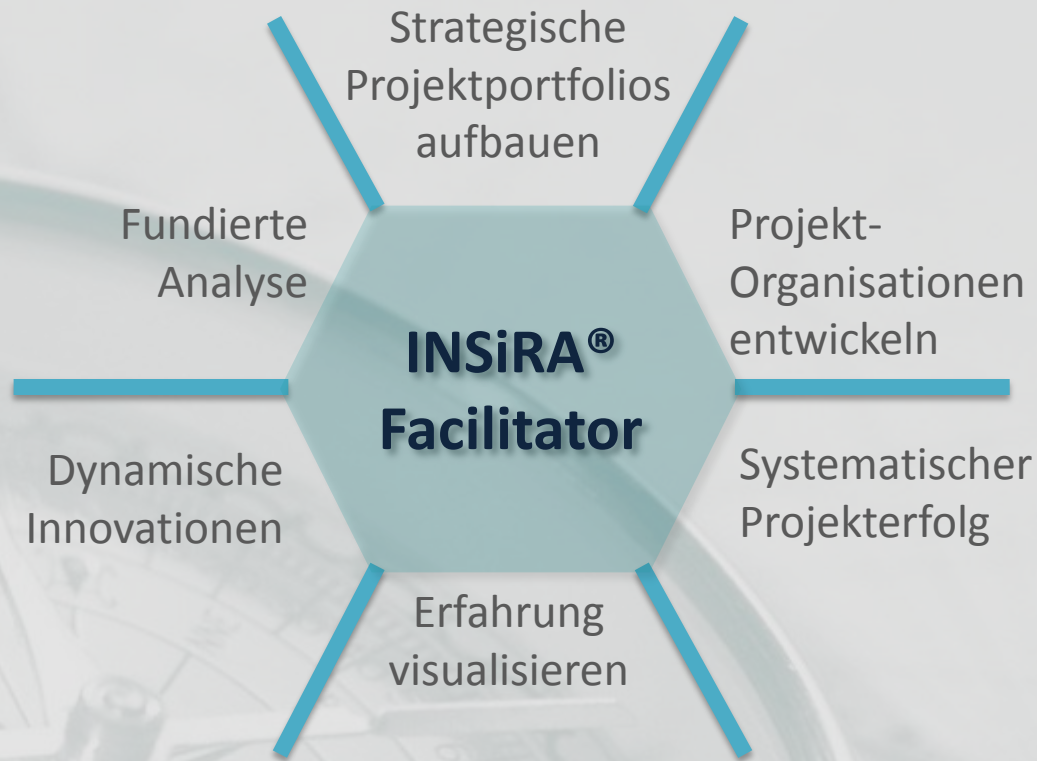 Strategische
Projektportfolios
aufbauen
Fundierte
Analyse
Projekt-
Organisationen
entwickeln
INSiRA®
Facilitator
Dynamische
Innovationen
Systematischer
Projekterfolg
Erfahrung
visualisieren